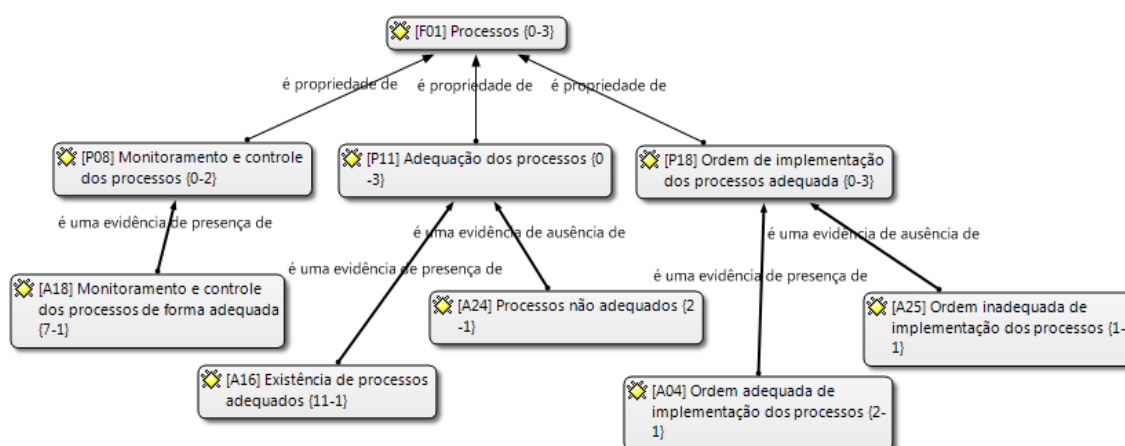 [F01] Processos {0-3}
é propriedade de
é propriedade de
é propriedade de
[P08] Monitoramento e controle
dos processos {0-2}
[P11] Adequação dos processos {0
-3}
[P18] Ordem de implementação
dos processos adequada {0-3}
é uma evidência de presença de
é uma evidência de ausência de
é uma evidência de ausência de
é uma evidência de presença de
é uma evidência de presença de
[A18] Monitoramento e controle
dos processos de forma adequada
{7-1}
[A24] Processos não adequados {2
-1}
[A25] Ordem inadequada de
implementação dos processos {1-
1}
[A16] Existência de processos
adequados {11-1}
[A04] Ordem adequada de
implementação dos processos {2-
1}